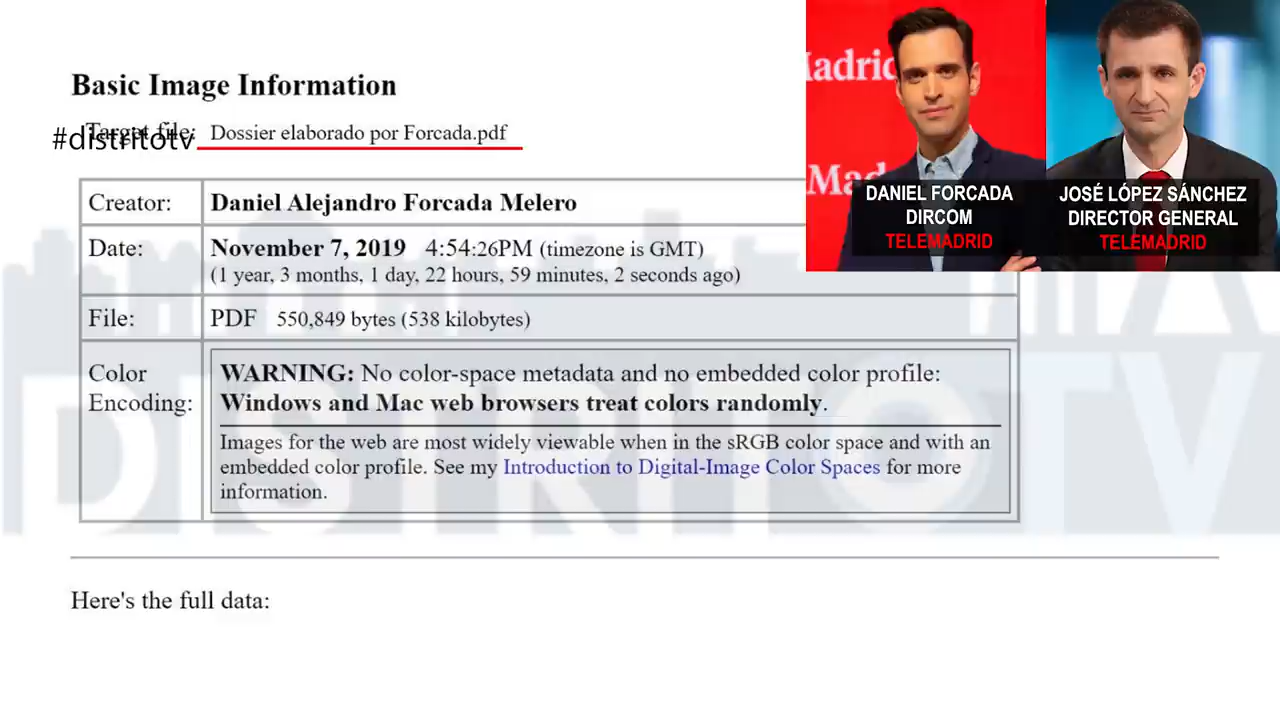 Basic Image Information
Target file: Dossier elaborado por Forcada.pdf
#distritotv
Creator: Daniel Alejandro Forcada Melero
Date: November 7, 2019 4:54:26PM (timezone is GMT)
(1 year, 3 months, 1 day, 22 hours, 59 minutes, 2 seconds ago)
File: PDF 550,849 bytes (538 kilobytes)
Color Encoding:
WARNING: No color-space metadata and no embedded color profile:
Windows and Mac web browsers treat colors randomly.
Images for the web are most widely viewable when in the sRGB color space and with an
embedded color profile. See my Introduction to Digital-Image Color Spaces for more
information.
Here's the full data:
DANIEL FORCADA
DIRCOM
TELEMADRID
JOSÉ LÓPEZ SÁNCHEZ
DIRECTOR GENERAL
TELEMADRID
DISTRITOTV